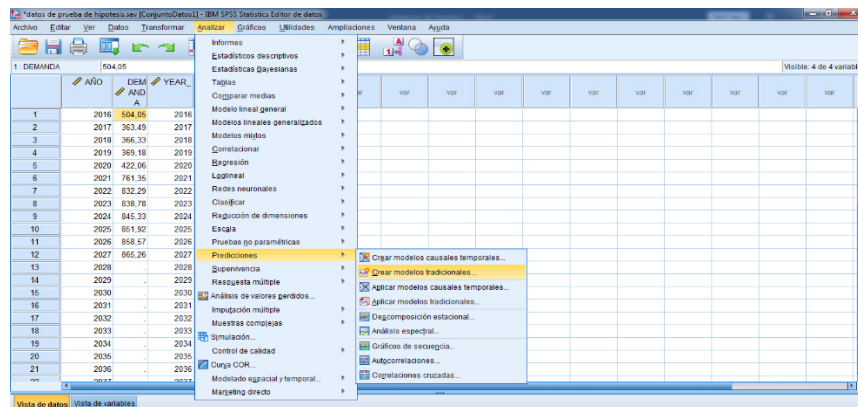 *datos de prueba de hipotesis.sav [ConjuntoDatos1] - IBM SPSS Statistics Editor de datos
Archivo Editar Ver Datos Transformar Analizar Gráficos Utilidades Ampliaciones Ventana Ayuda
1 : DEMANDA 504,05 Visible: 4 de 4 variabl
AÑO DEMANDA YEAR_ var var var var var var var var
1 2016 504,05 2016
2 2017 363,49 2017
3 2018 366,33 2018
4 2019 369,18 2019
5 2020 422,06 2020
6 2021 761,35 2021
7 2022 832,29 2022
8 2023 838,78 2023
9 2024 845,33 2024
10 2025 851,92 2025
11 2026 858,57 2026
12 2027 865,26 2027
13 2028 . 2028
14 2029 . 2029
15 2030 . 2030
16 2031 . 2031
17 2032 . 2032
18 2033 . 2033
19 2034 . 2034
20 2035 . 2035
21 2036 . 2036
Informes
Estadísticos descriptivos
Estadísticas Bayesianas
Tablas
Comparar medias
Modelo lineal general
Modelos lineales generalizados
Modelos mixtos
Correlacionar
Regresión
Loglineal
Redes neuronales
Clasificar
Reducción de dimensiones
Escala
Pruebas no paramétricas
Predicciones
Supervivencia
Respuesta múltiple
Análisis de valores perdidos...
Imputación múltiple
Muestras complejas
Simulación...
Control de calidad
Curva COR...
Modelado espacial y temporal...
Marketing directo
Crear modelos causales temporales...
Crear modelos tradicionales...
Aplicar modelos causales temporales...
Aplicar modelos tradicionales...
Descomposición estacional...
Análisis espectral...
Gráficos de secuencia...
Autocorrelaciones...
Correlaciones cruzadas...
Vista de datos Vista de variables